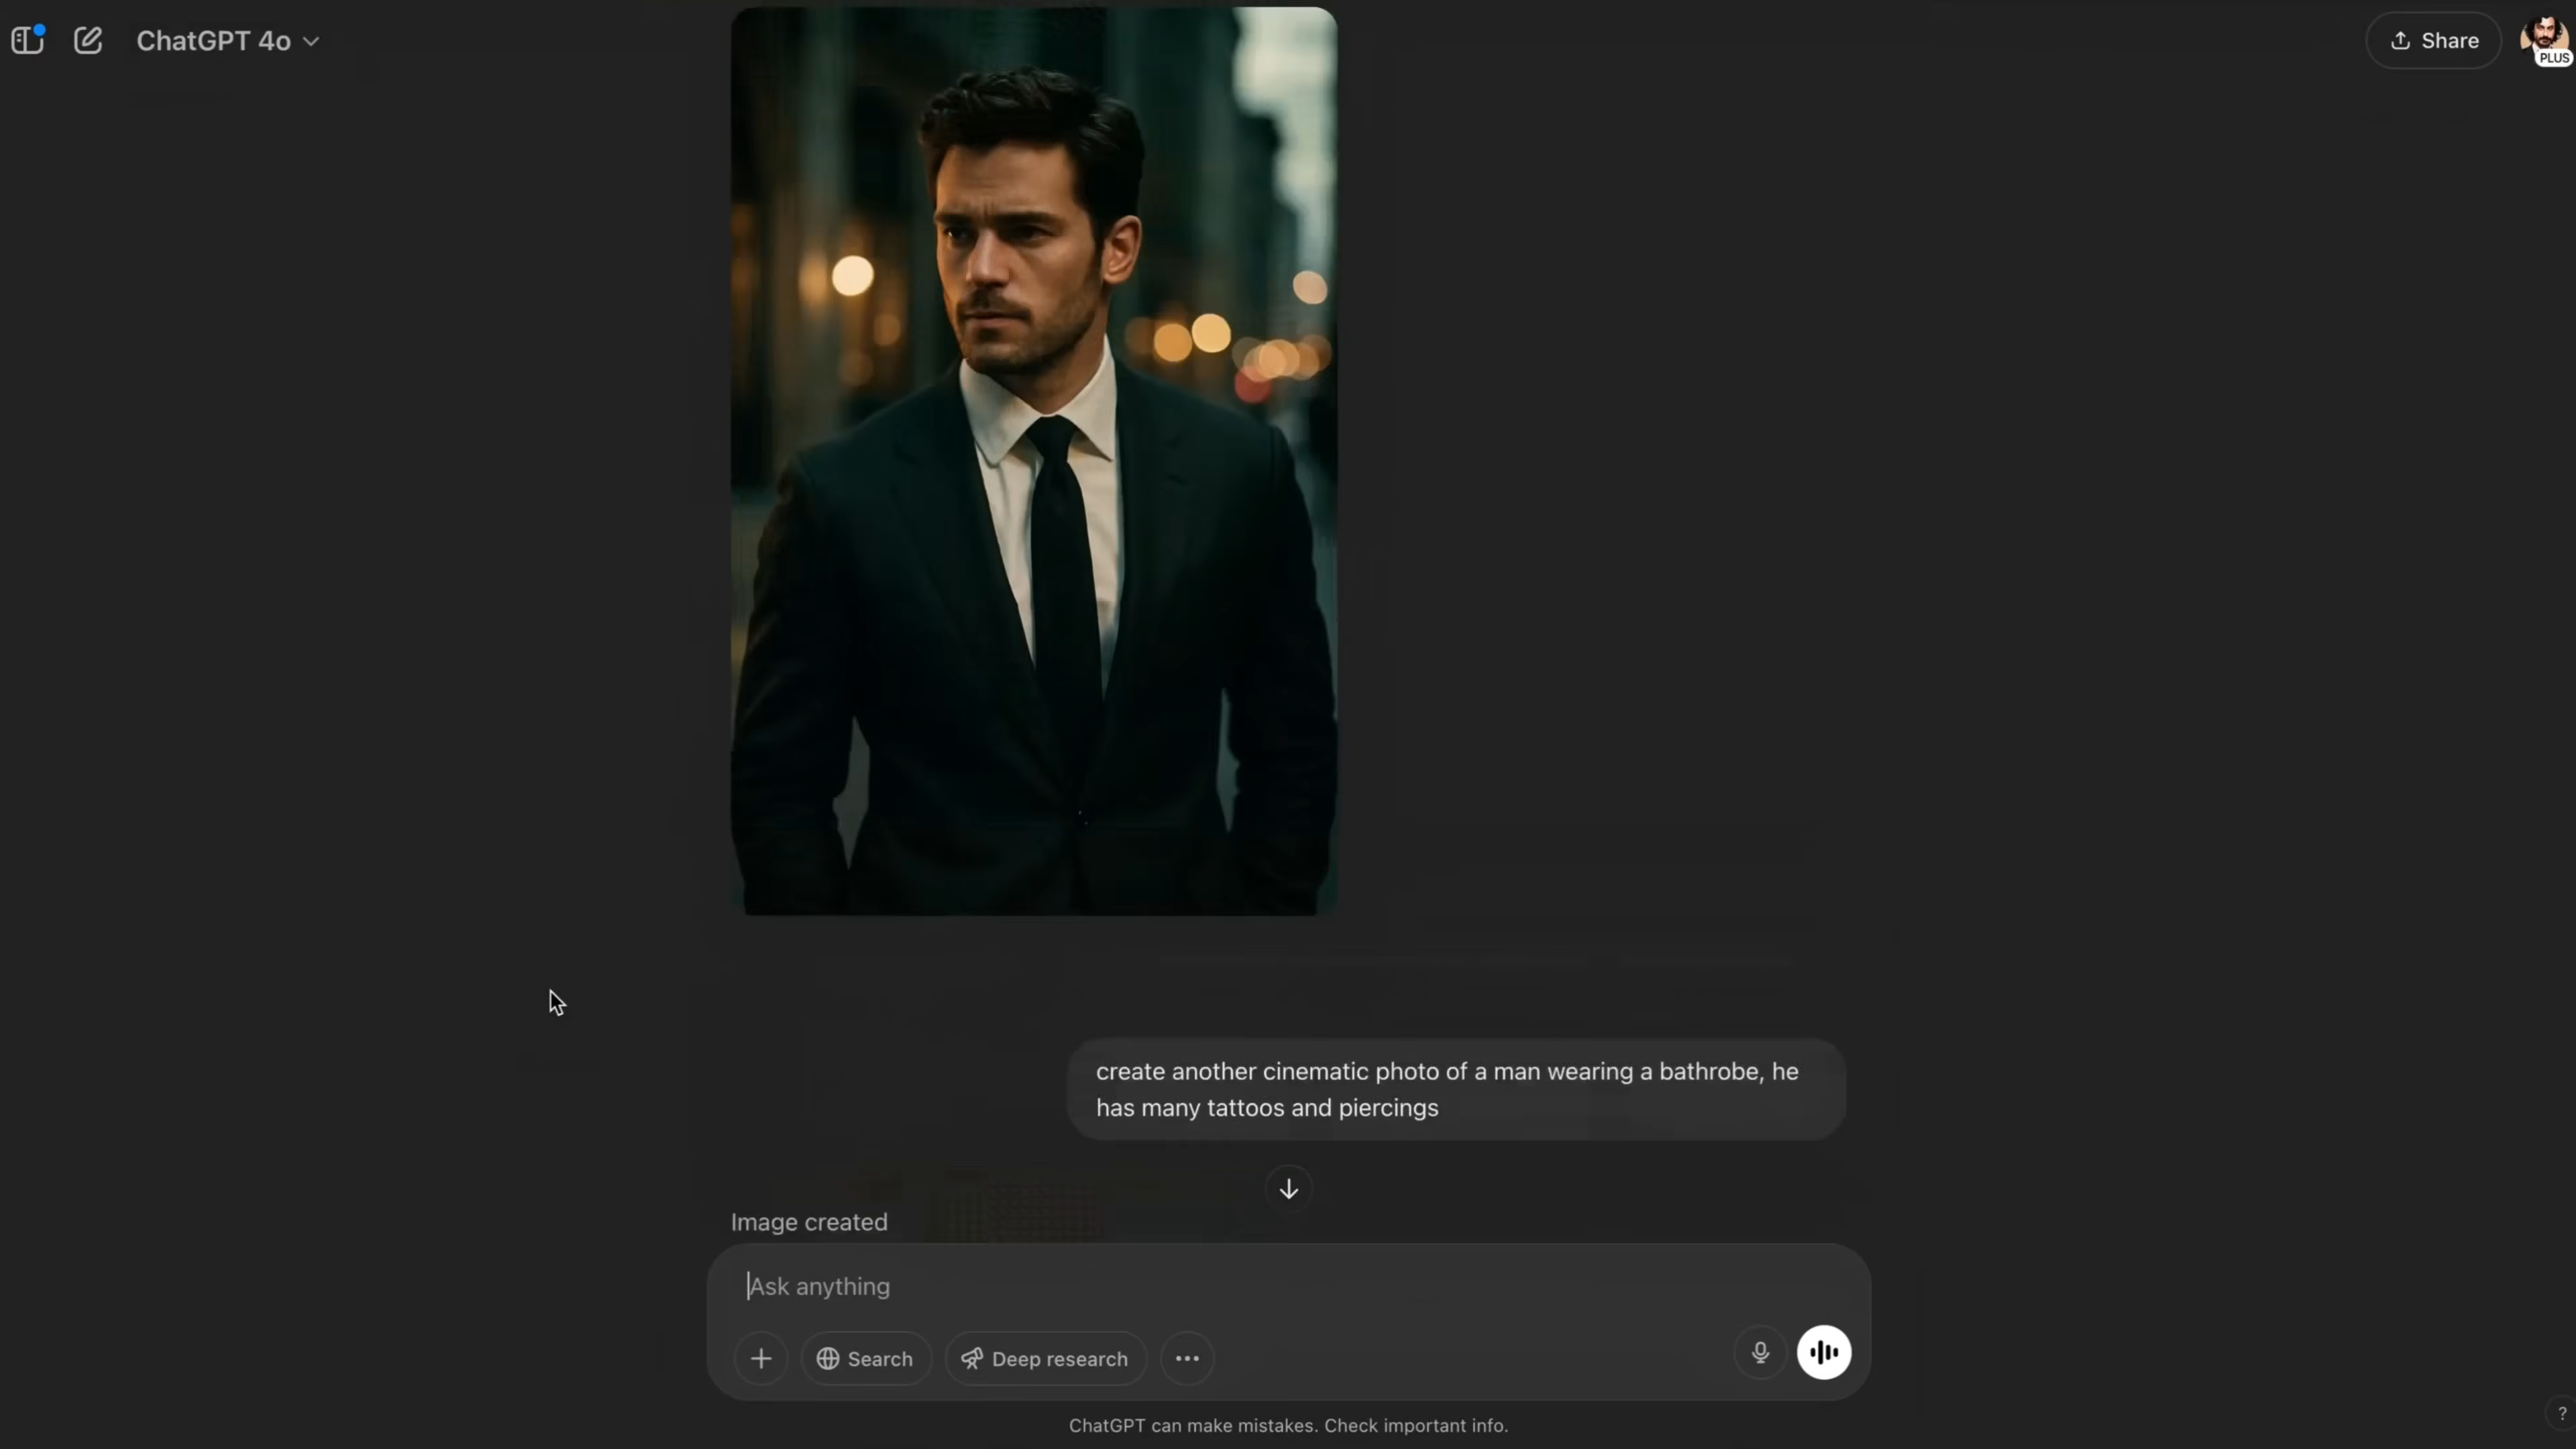 ChatGPT 4o
Share
PLUS
create another cinematic photo of a man wearing a bathrobe, he
has many tattoos and piercings
Image created
Ask anything
Search
Deep research
ChatGPT can make mistakes. Check important info.
?